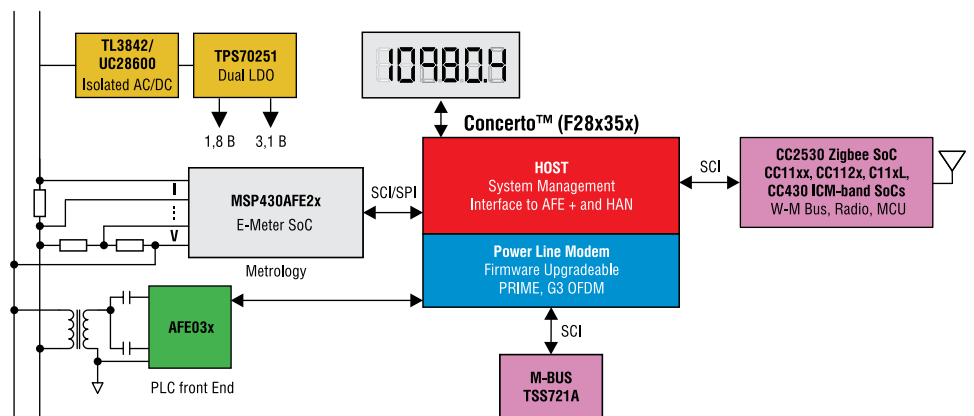 TL3842/
UC28600
Isolated AC/DC
TPS70251
Dual LDO
1,8 B
3,1 B
10980.4
Concerto™ (F28x35x)
HOST
System Management
Interface to AFE + and HAN
Power Line Modem
Firmware Upgradeable
PRIME, G3 OFDM
SCI
CC2530 Zigbee SoC
CC11xx, CC112x, C11xL,
CC430 ICM-band SoCs
W-M Bus, Radio, MCU
I
V
MSP430AFE2x
E-Meter SoC
SCI/SPI
Metrology
AFE03x
PLC front End
SCI
M-BUS
TSS721A